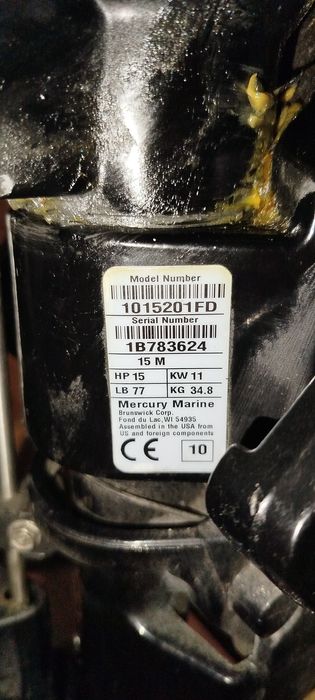 Model Number
1015201FD
Serial Number
1B783624
15 M
HP 15 KW 11
LB 77 KG 34.8
Mercury Marine
Brunswick Corp.
Fond du Lac,WI 54935
Assembled in the USA from
US and foreign components
CE 10